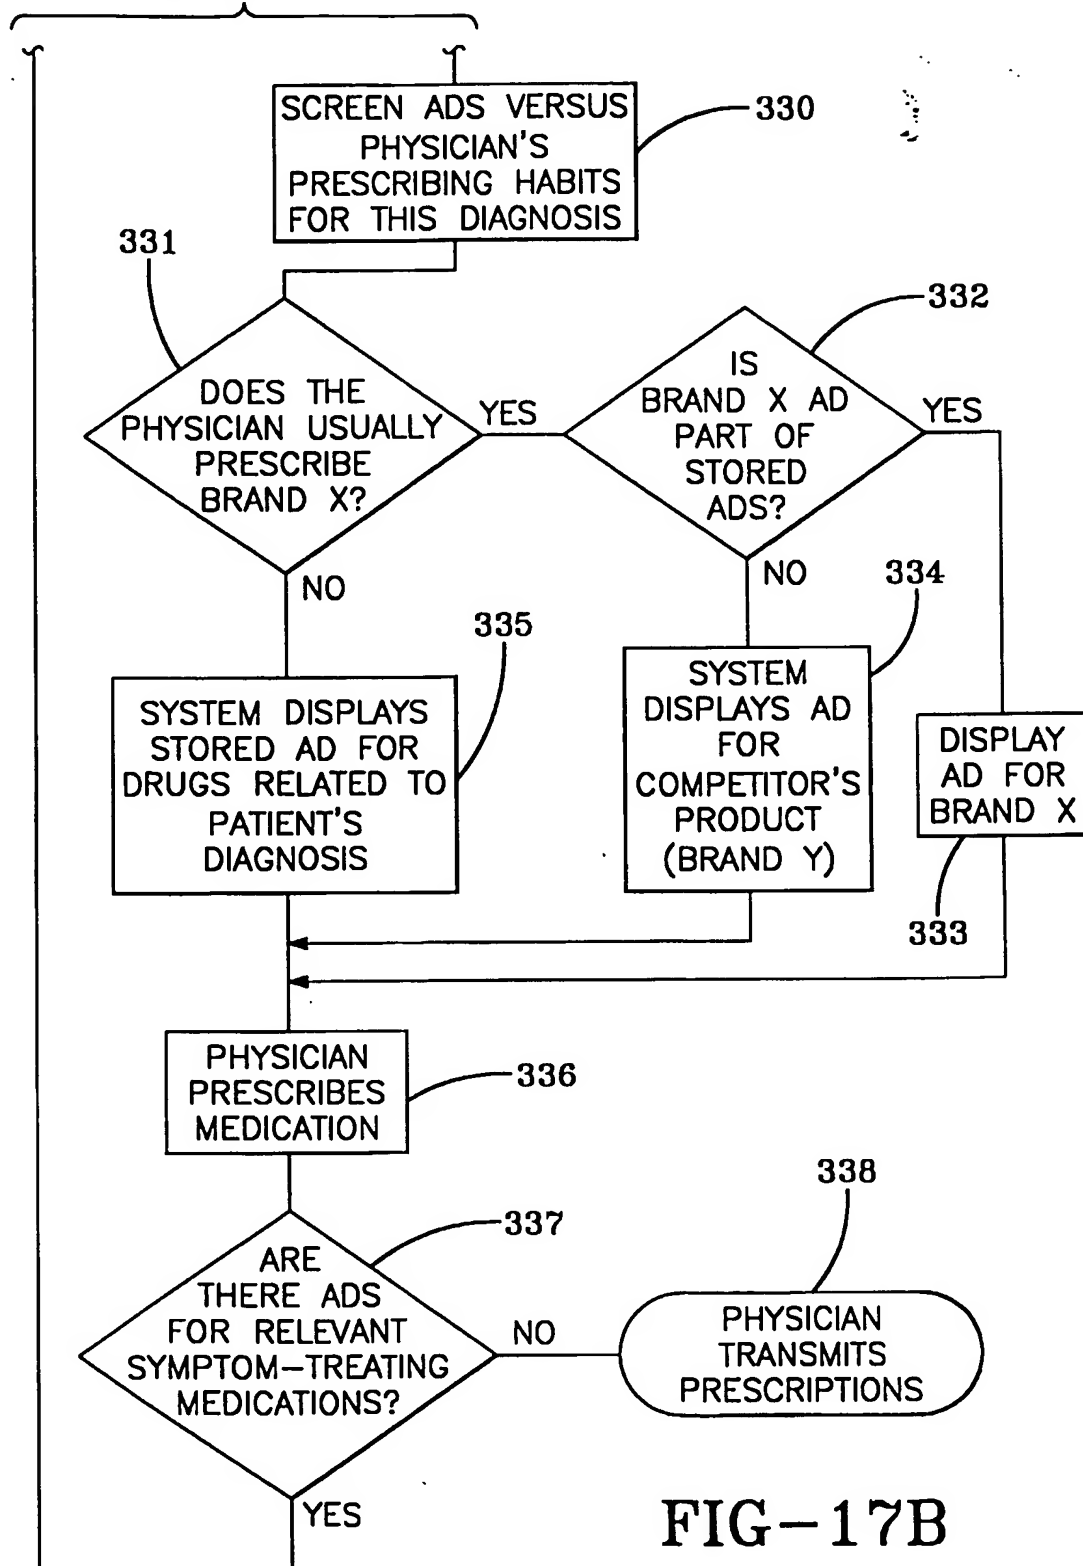 SCREEN ADS VERSUS
PHYSICIAN'S
PRESCRIBING HABITS
FOR THIS DIAGNOSIS
330
331
DOES THE
PHYSICIAN USUALLY
PRESCRIBE
BRAND X?
YES
NO
332
IS
BRAND X AD
PART OF
STORED
ADS?
YES
NO
335
SYSTEM DISPLAYS
STORED AD FOR
DRUGS RELATED TO
PATIENT'S
DIAGNOSIS
334
SYSTEM
DISPLAYS AD
FOR
COMPETITOR'S
PRODUCT
(BRAND Y)
DISPLAY
AD FOR
BRAND X
333
PHYSICIAN
PRESCRIBES
MEDICATION
336
337
ARE
THERE ADS
FOR RELEVANT
SYMPTOM-TREATING
MEDICATIONS?
NO
YES
338
PHYSICIAN
TRANSMITS
PRESCRIPTIONS
FIG-17B